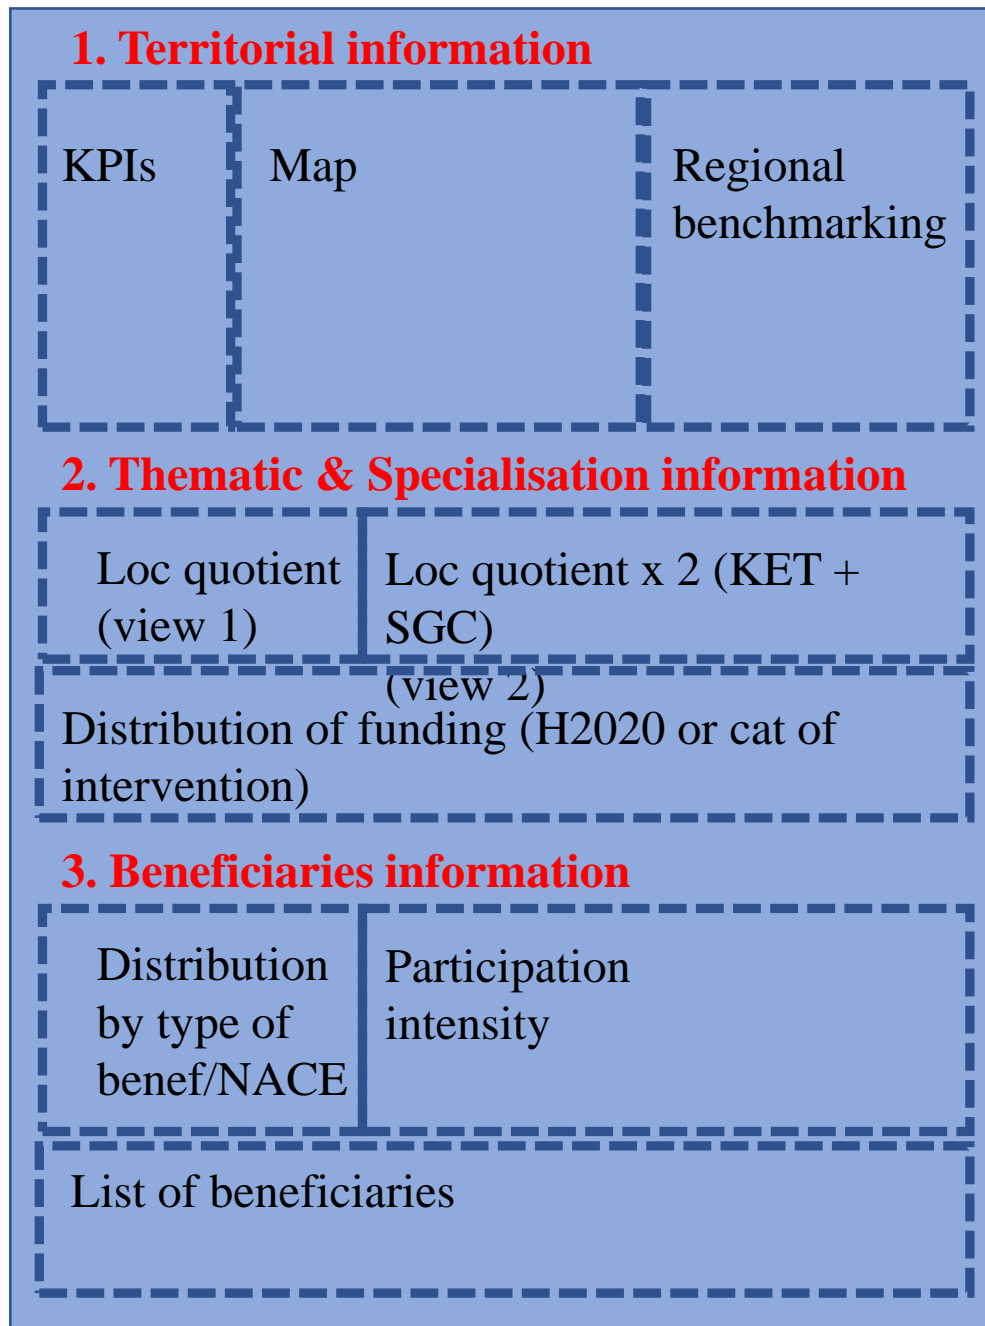 1. Territorial information
KPIs
Map
Regional
benchmarking
2. Thematic & Specialisation information
Loc quotient
(view 1)
Loc quotient x 2 (KET +
SGC)
(view 2)
Distribution of funding (H2020 or cat of
intervention)
3. Beneficiaries information
Distribution
by type of
benef/NACE
Participation
intensity
List of beneficiaries